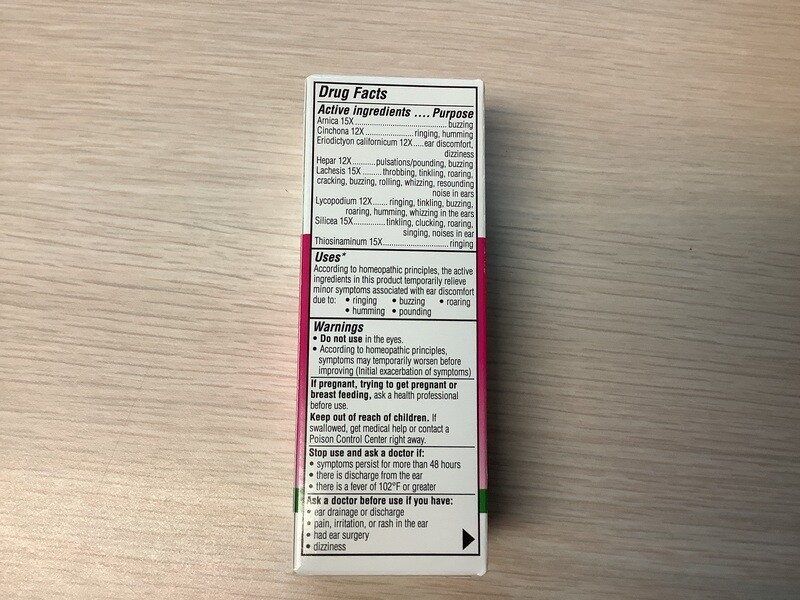 Drug Facts
Active ingredients .... Purpose
Arnica 15X........................................ buzzing
Cinchona 12X..................... ringing, humming
Eriodictyon californicum 12X.....ear discomfort,
dizziness
Hepar 12X..........pulsations/pounding, buzzing
Lachesis 15X ........throbbing, tinkling, roaring,
cracking, buzzing, rolling, whizzing, resounding
noise in ears
Lycopodium 12X...... ringing, tinkling, buzzing,
roaring, humming, whizzing in the ears
Silicea 15X..............tinkling, clucking, roaring,
singing, noises in ear
Thiosinaminum 15X............................ ringing
Uses*
According to homeopathic principles, the active
ingredients in this product temporarily relieve
minor symptoms associated with ear discomfort
due to: • ringing • buzzing • roaring
• humming • pounding
Warnings
• Do not use in the eyes.
• According to homeopathic principles,
symptoms may temporarily worsen before
improving (Initial exacerbation of symptoms)
If pregnant, trying to get pregnant or
breast feeding, ask a health professional
before use.
Keep out of reach of children. If
swallowed, get medical help or contact a
Poison Control Center right away.
Stop use and ask a doctor if:
• symptoms persist for more than 48 hours
• there is discharge from the ear
• there is a fever of 102°F or greater
Ask a doctor before use if you have:
• ear drainage or discharge
• pain, irritation, or rash in the ear
• had ear surgery
• dizziness